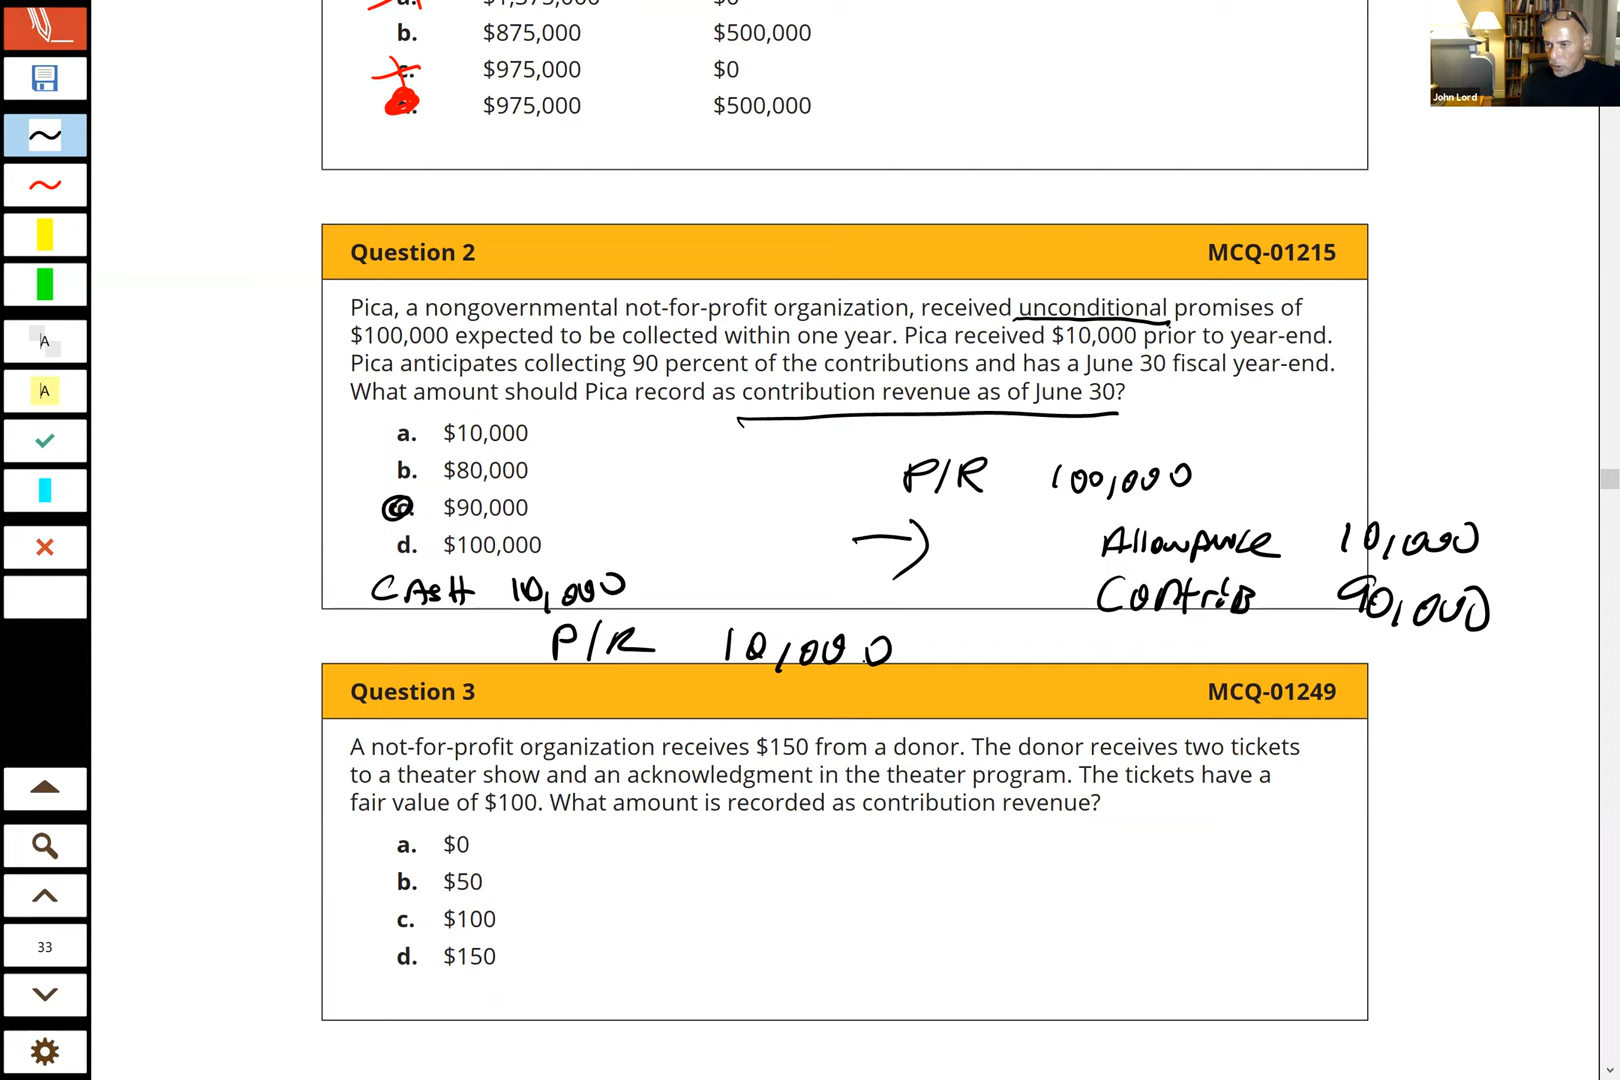 b. $875,000 $500,000
$975,000 $0
$975,000 $500,000
John Lord
Question 2 MCQ-01215
Pica, a nongovernmental not-for-profit organization, received unconditional promises of
$100,000 expected to be collected within one year. Pica received $10,000 prior to year-end.
Pica anticipates collecting 90 percent of the contributions and has a June 30 fiscal year-end.
What amount should Pica record as contribution revenue as of June 30?
a. $10,000
b. $80,000
$90,000
d. $100,000
P/R 100,000
Allowance 10,000
Contrib 90,000
CASH 10,000
P/R 10,000
Question 3 MCQ-01249
A not-for-profit organization receives $150 from a donor. The donor receives two tickets
to a theater show and an acknowledgment in the theater program. The tickets have a
fair value of $100. What amount is recorded as contribution revenue?
a. $0
b. $50
c. $100
d. $150
A
A
33